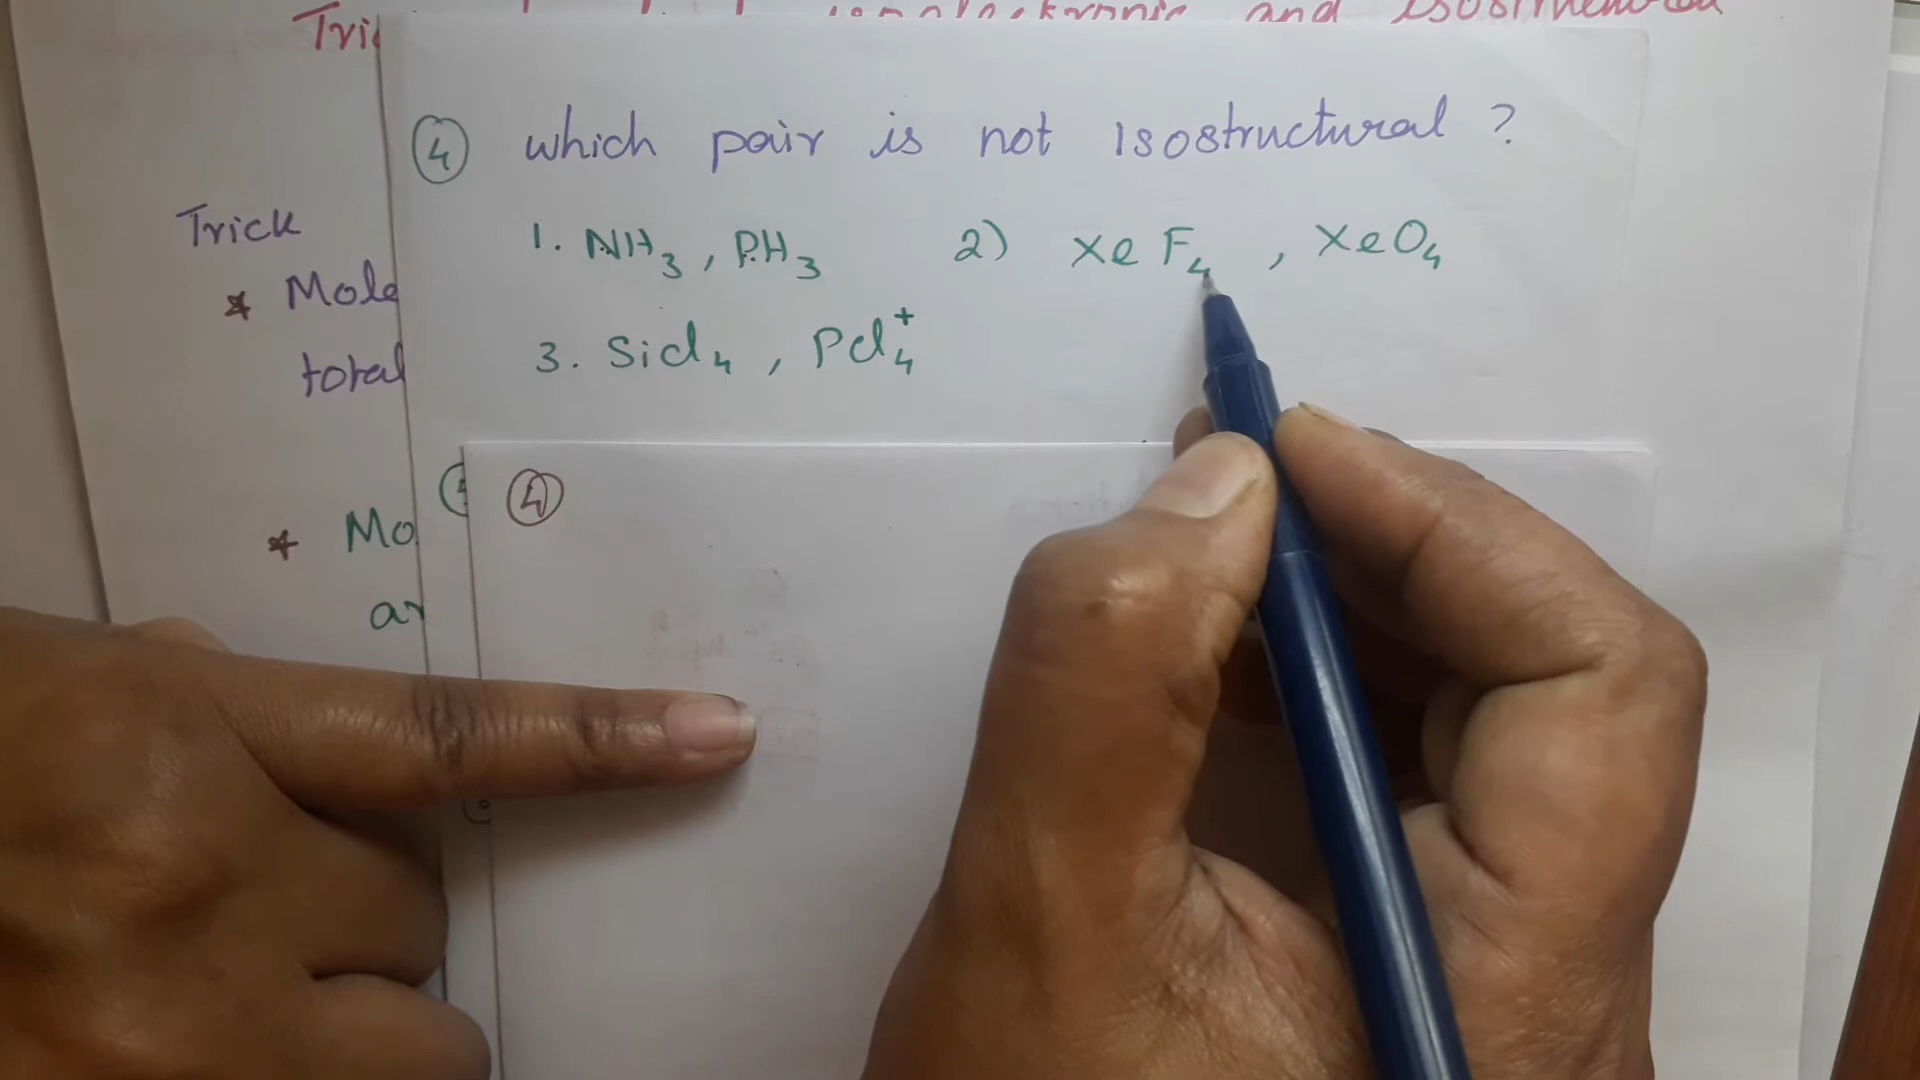 Tri and
④ which pair is not Isostructural ?
Trick
1. NH₃, PH₃ 2) XeF₄, XeO₄
* Mole
3. SiCl₄, PCl₄⁺
total
④
* Mo
ar